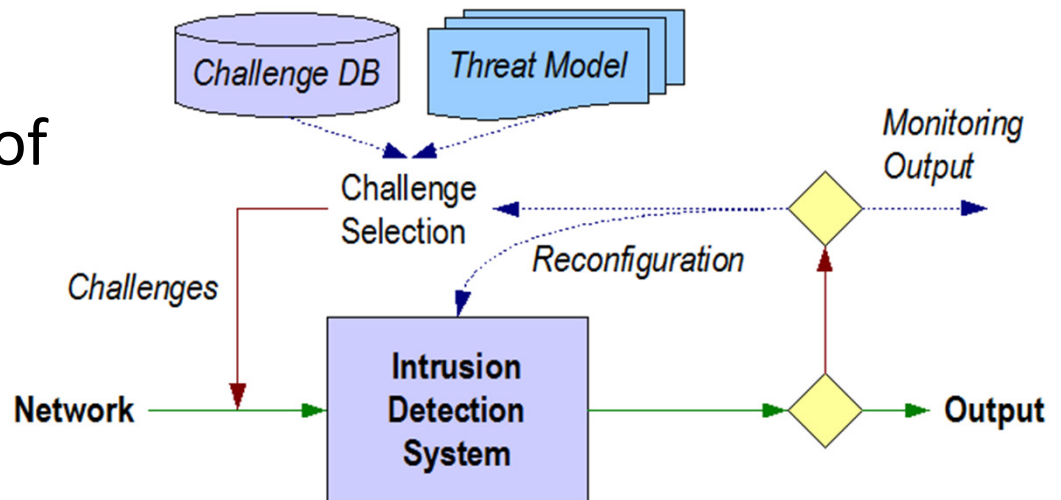 Challenge DB
Threat Model
of
Monitoring
Output
Challenge
Selection
Reconfiguration
Challenges
Intrusion
Detection
System
Network
Output